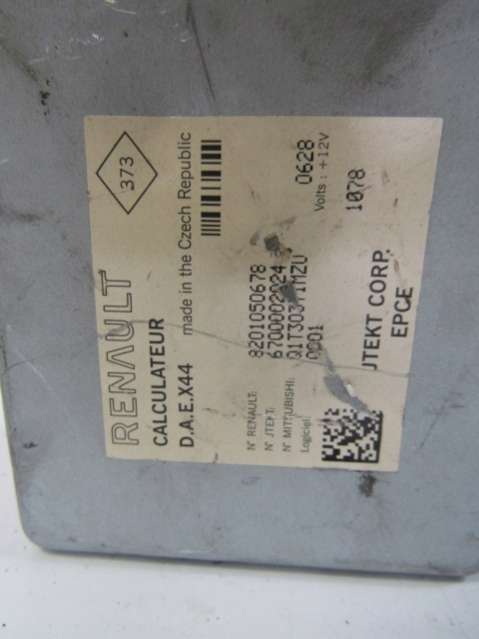 RENAULT
373
CALCULATEUR
D.A.E.X44
made in the Czech Republic
N° RENAULT: 8201050678
N° JTEKT: 6700002024
N° MITSUBISHI:
Logiciel: 0001
0628
Volts : +12V
1078
JTEKT CORP.
EPCE